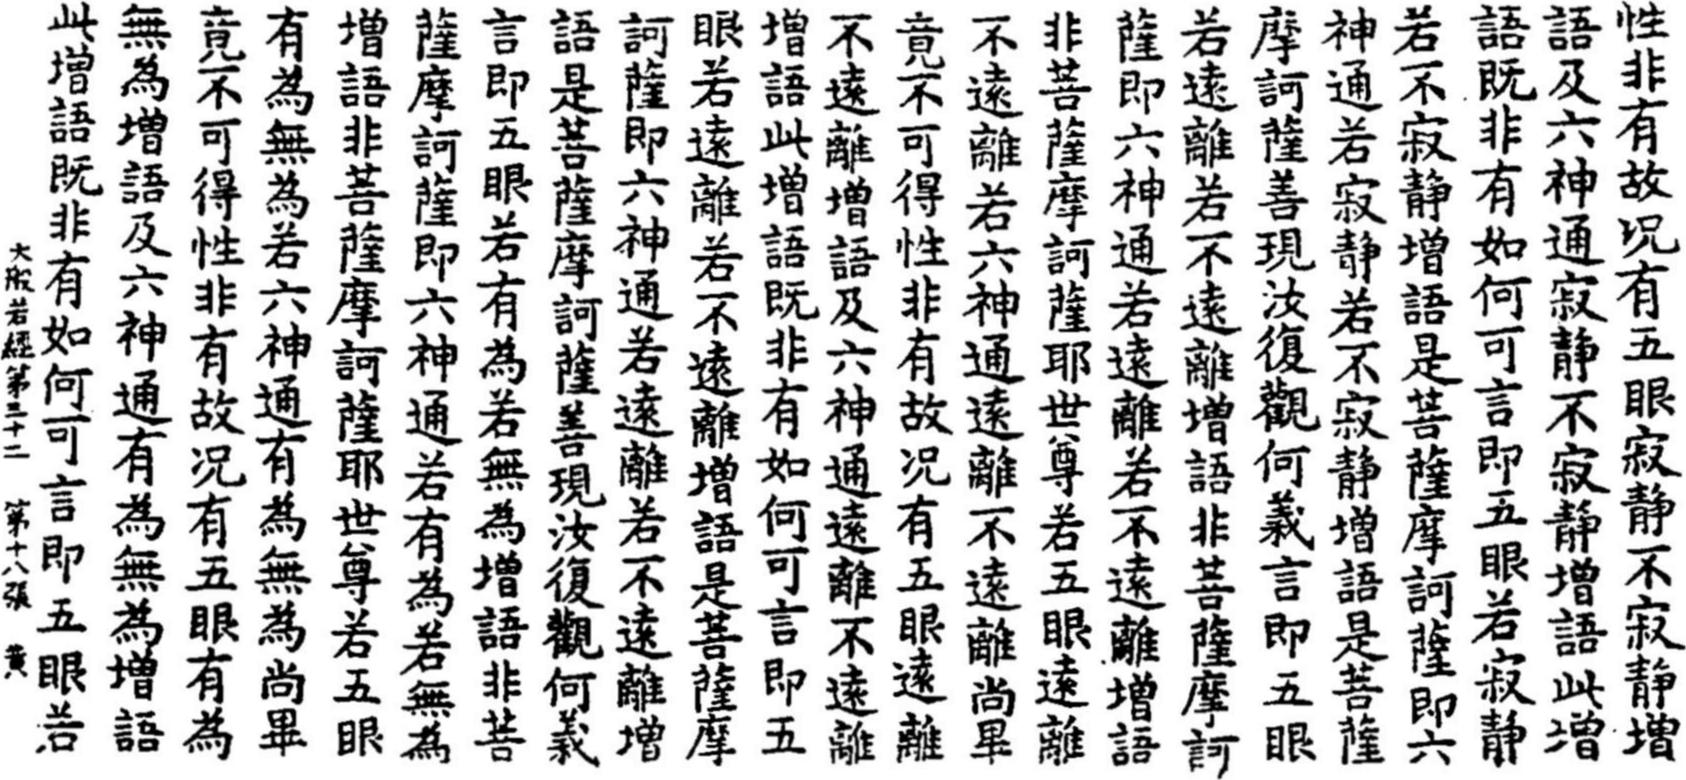 性非有故况有五眼寂静不寂静增
語及六神通寂静不寂静增語此增
語既非有如何可言即五眼若寂静
若不寂静增語是菩薩摩訶薩即六
神通若寂静若不寂静增語是菩薩
摩訶薩善現汝復觀何義言即五眼
若遠離若不遠離增語非菩薩摩訶
薩即六神通若遠離若不遠離增語
非菩薩摩訶薩耶世尊若五眼遠離
不遠離若六神通遠離不遠離尚畢
竟不可得性非有故况有五眼遠離
不遠離增語及六神通遠離不遠離
增語此增語既非有如何可言即五
眼若遠離若不遠離增語是菩薩摩
訶薩即六神通若遠離若不遠離增
語是菩薩摩訶薩善現汝復觀何義
言即五眼若有為若無為增語非菩
薩摩訶薩即六神通若有為若無為
增語非菩薩摩訶薩耶世尊若五眼
有為無為若六神通有為無為尚畢
竟不可得性非有故况有五眼有為
無為增語及六神通有為無為增語
此增語既非有如何可言即五眼若
大般若經第三十二 第十八張 黄